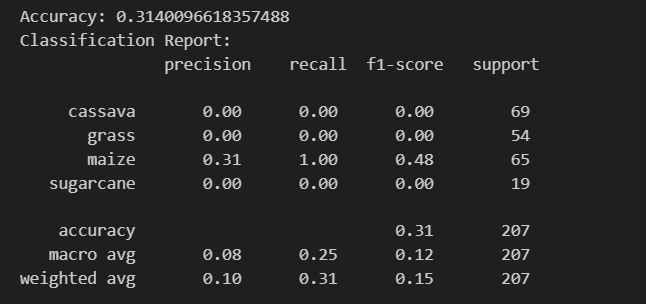 Accuracy: 0.3140096618357488
Classification Report:
precision recall f1-score support
cassava 0.00 0.00 0.00 69
grass 0.00 0.00 0.00 54
maize 0.31 1.00 0.48 65
sugarcane 0.00 0.00 0.00 19
accuracy 0.31 207
macro avg 0.08 0.25 0.12 207
weighted avg 0.10 0.31 0.15 207